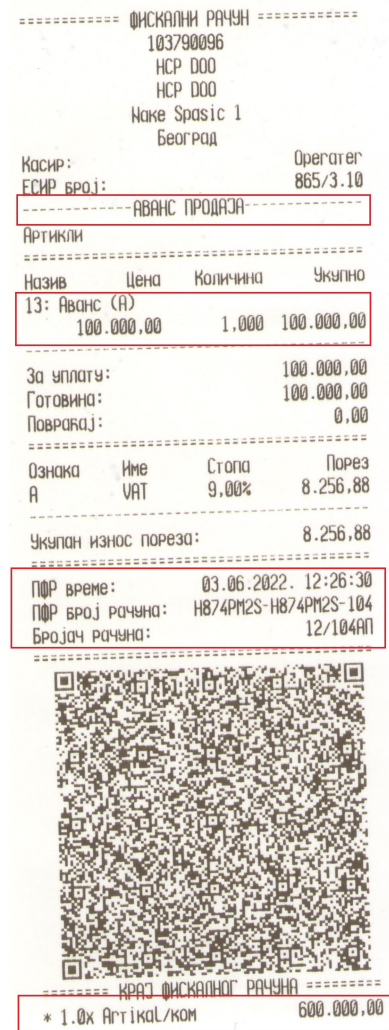 ============ ФИСКАЛНИ РАЧУН ============
103790096
HCP DOO
HCP DOO
Nake Spasic 1
Београд
Касир: Operater
ЕСИР број: 865/3.10
-------------АВАНС ПРОДАЈА-------------
Артикли
========================================
Назив Цена Количина Укупно
13: Аванс (А)
100.000,00 1,000 100.000,00
----------------------------------------
За уплату: 100.000,00
Готовина: 100.000,00
Повраћај: 0,00
========================================
Ознака Име Стопа Порез
А VAT 9,00% 8.256,88
----------------------------------------
Укупан износ пореза: 8.256,88
========================================
ПФР време: 03.06.2022. 12:26:30
ПФР број рачуна: H874PM2S-H874PM2S-104
Бројач рачуна: 12/104АП
========================================
======== КРАЈ ФИСКАЛНОГ РАЧУНА =========
* 1.0x Artikal/ком 600.000,00